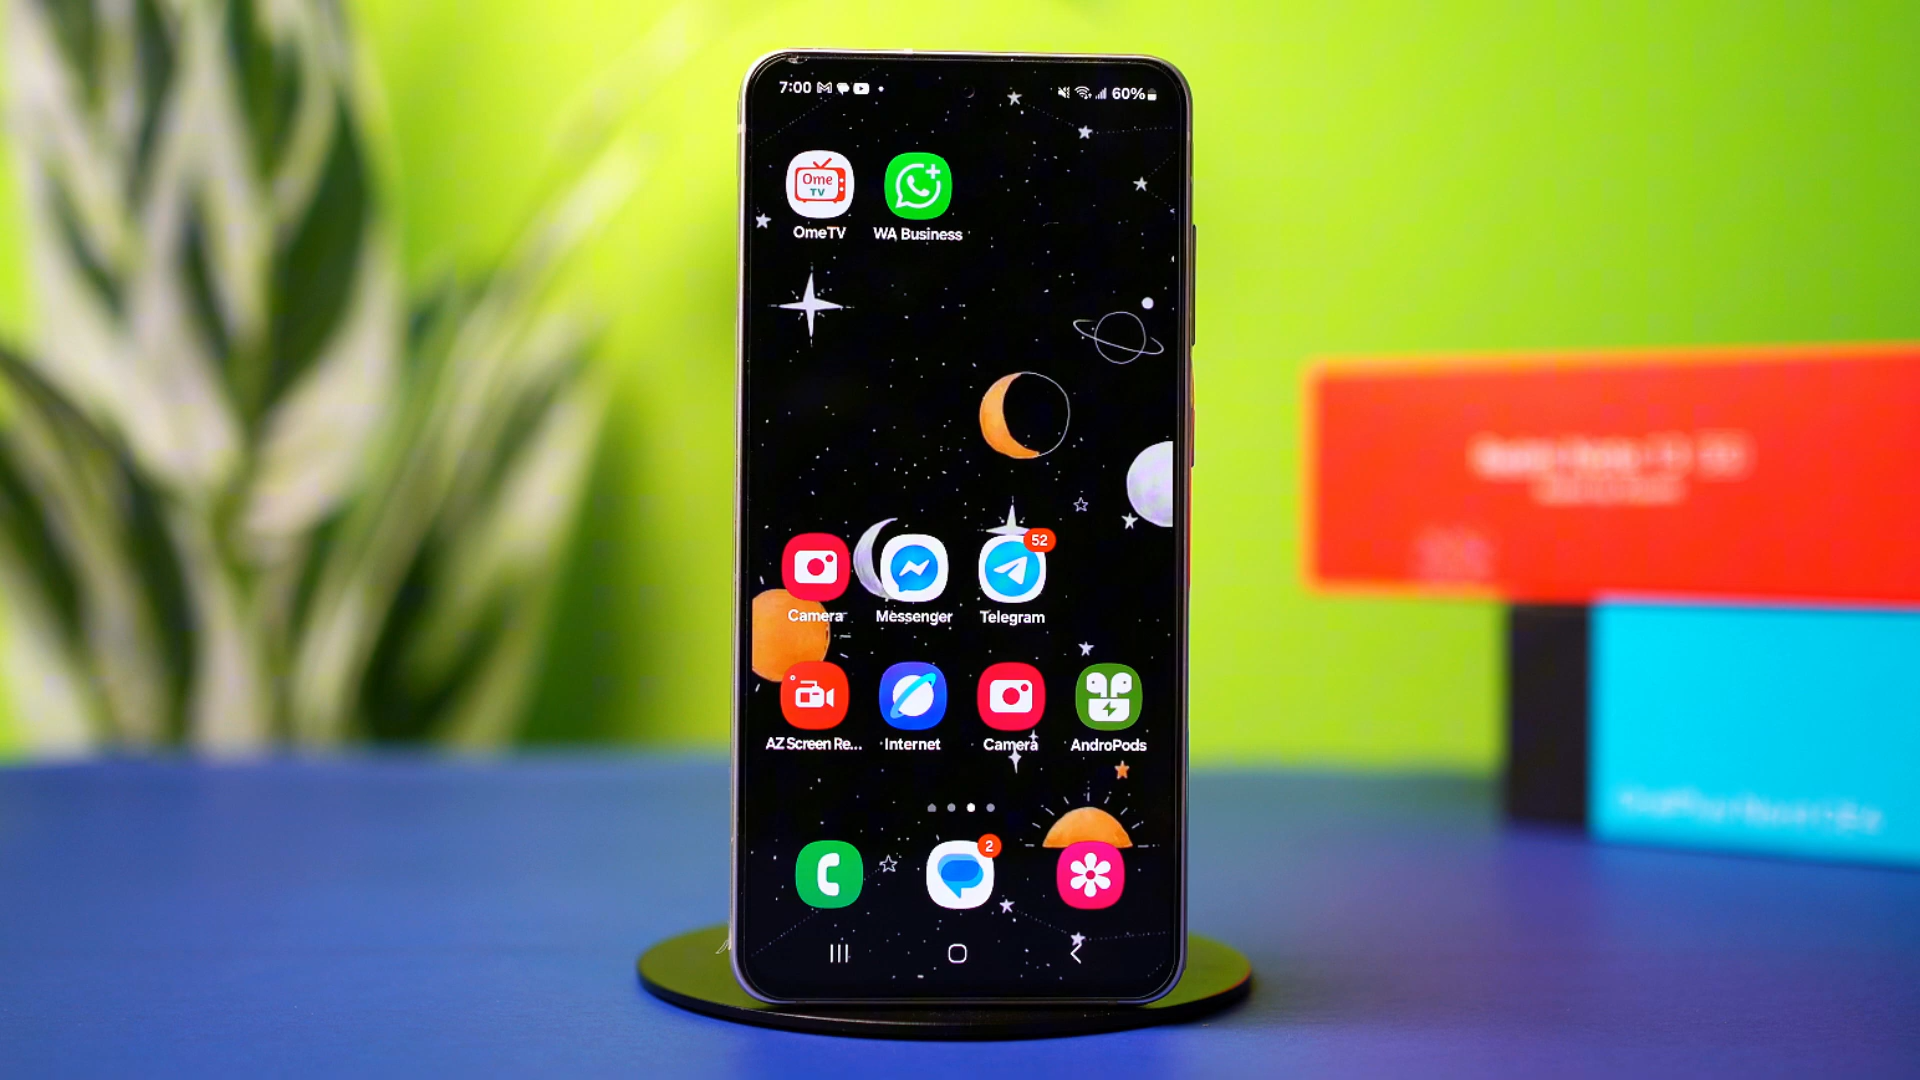 7:00
60%
Ome
TV
OmeTV
WA Business
52
Camera
Messenger
Telegram
AZ Screen Re...
Internet
Camera
AndroPods
2